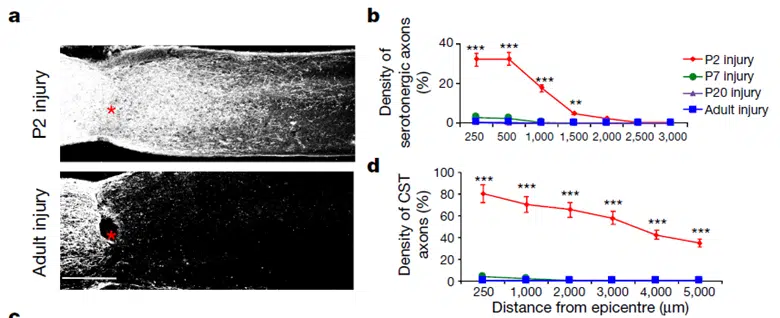 a
P2 injury
*
Adult injury
*
b
Density of
serotonergic axons
(%)
40
20
0
***
***
***
**
250 500 1,000 1,500 2,000 2,500 3,000
P2 injury
P7 injury
P20 injury
Adult injury
d
Density of CST
axons (%)
100
80
60
40
20
0
***
***
***
***
***
***
250 1,000 2,000 3,000 4,000 5,000
Distance from epicentre (μm)